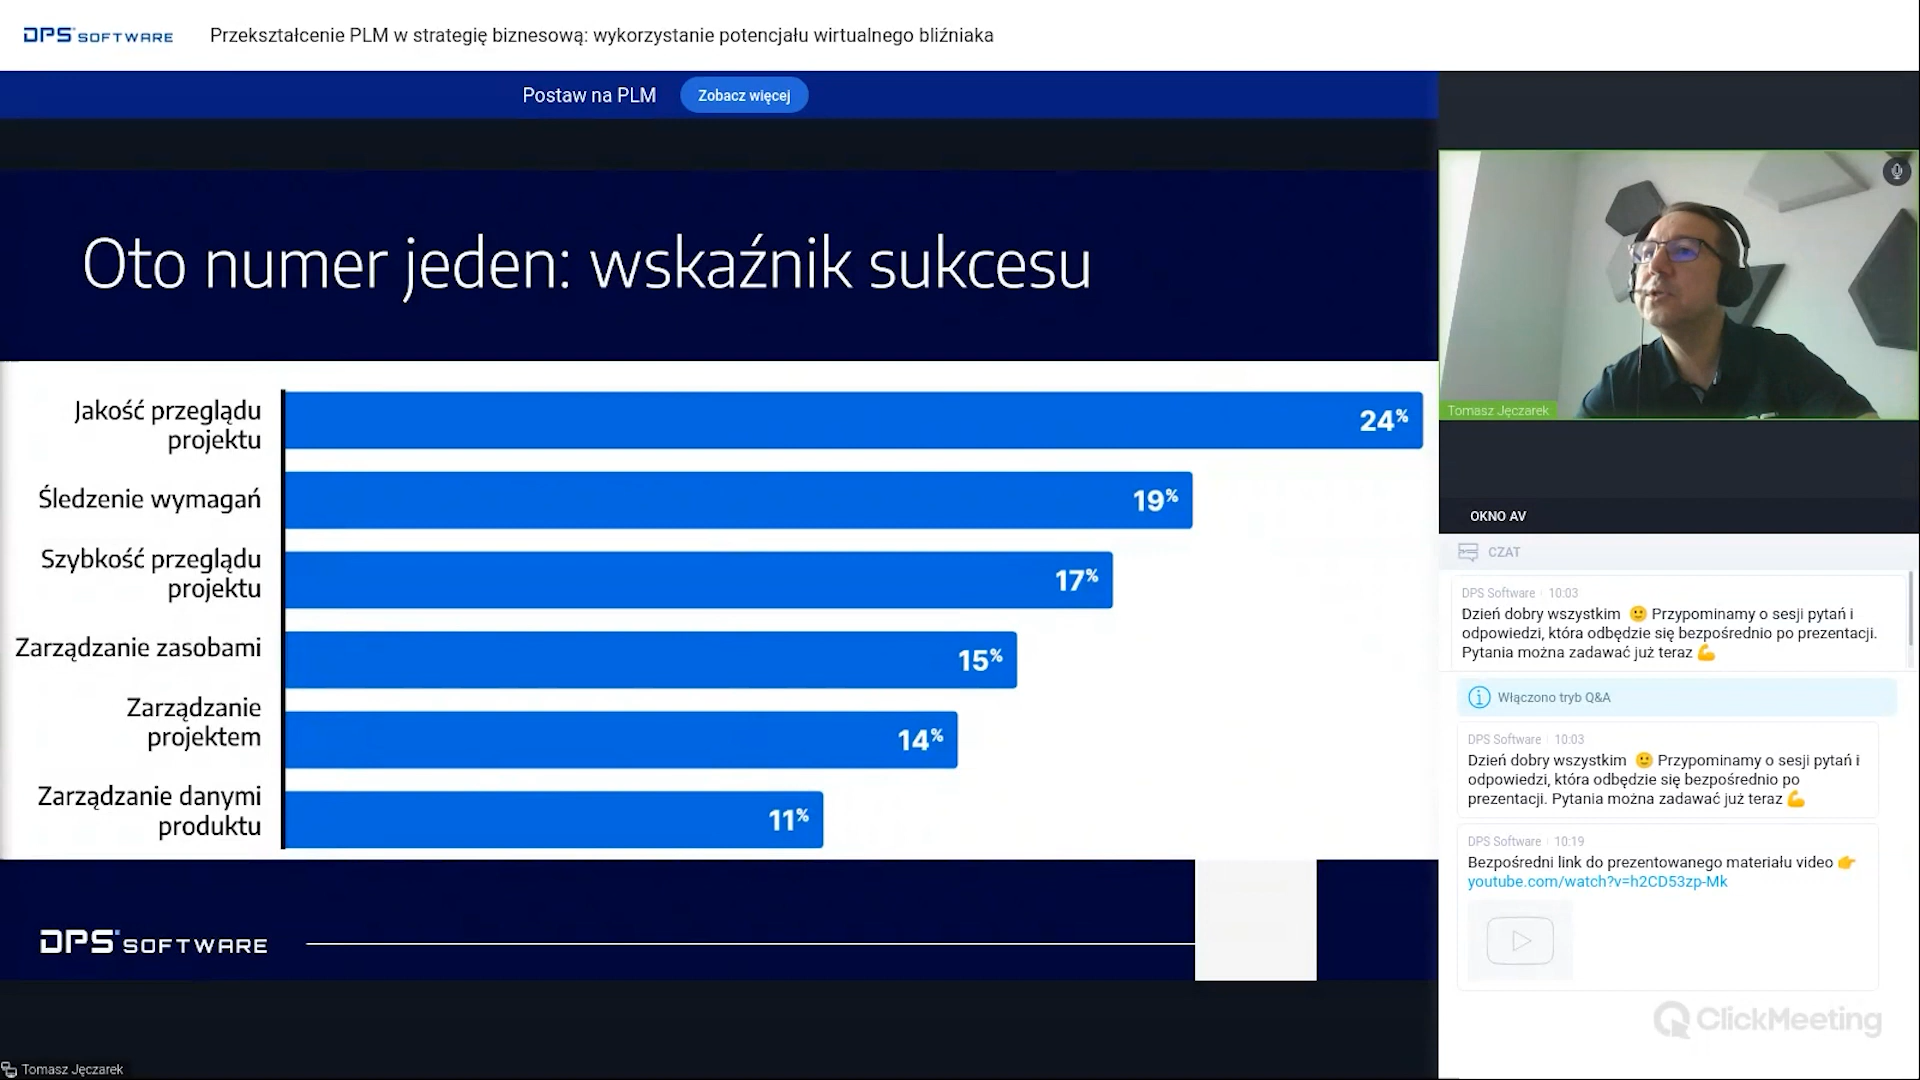 DPS SOFTWARE
Przekształcenie PLM w strategię biznesową: wykorzystanie potencjału wirtualnego bliźniaka
Postaw na PLM
Zobacz więcej
Oto numer jeden: wskaźnik sukcesu
Jakość przeglądu
projektu
24%
Śledzenie wymagań
19%
Szybkość przeglądu
projektu
17%
Zarządzanie zasobami
15%
Zarządzanie
projektem
14%
Zarządzanie danymi
produktu
11%
DPS SOFTWARE
Tomasz Jęczarek
Tomasz Jęczarek
OKNO AV
CZAT
DPS Software 10:03
Dzień dobry wszystkim 🙂 Przypominamy o sesji pytań i
odpowiedzi, która odbędzie się bezpośrednio po prezentacji.
Pytania można zadawać już teraz 💪
Włączono tryb Q&A
DPS Software 10:03
Dzień dobry wszystkim 🙂 Przypominamy o sesji pytań i
odpowiedzi, która odbędzie się bezpośrednio po
prezentacji. Pytania można zadawać już teraz 💪
DPS Software 10:19
Bezpośredni link do prezentowanego materiału video 👉
youtube.com/watch?v=h2CD53zp-Mk
ClickMeeting